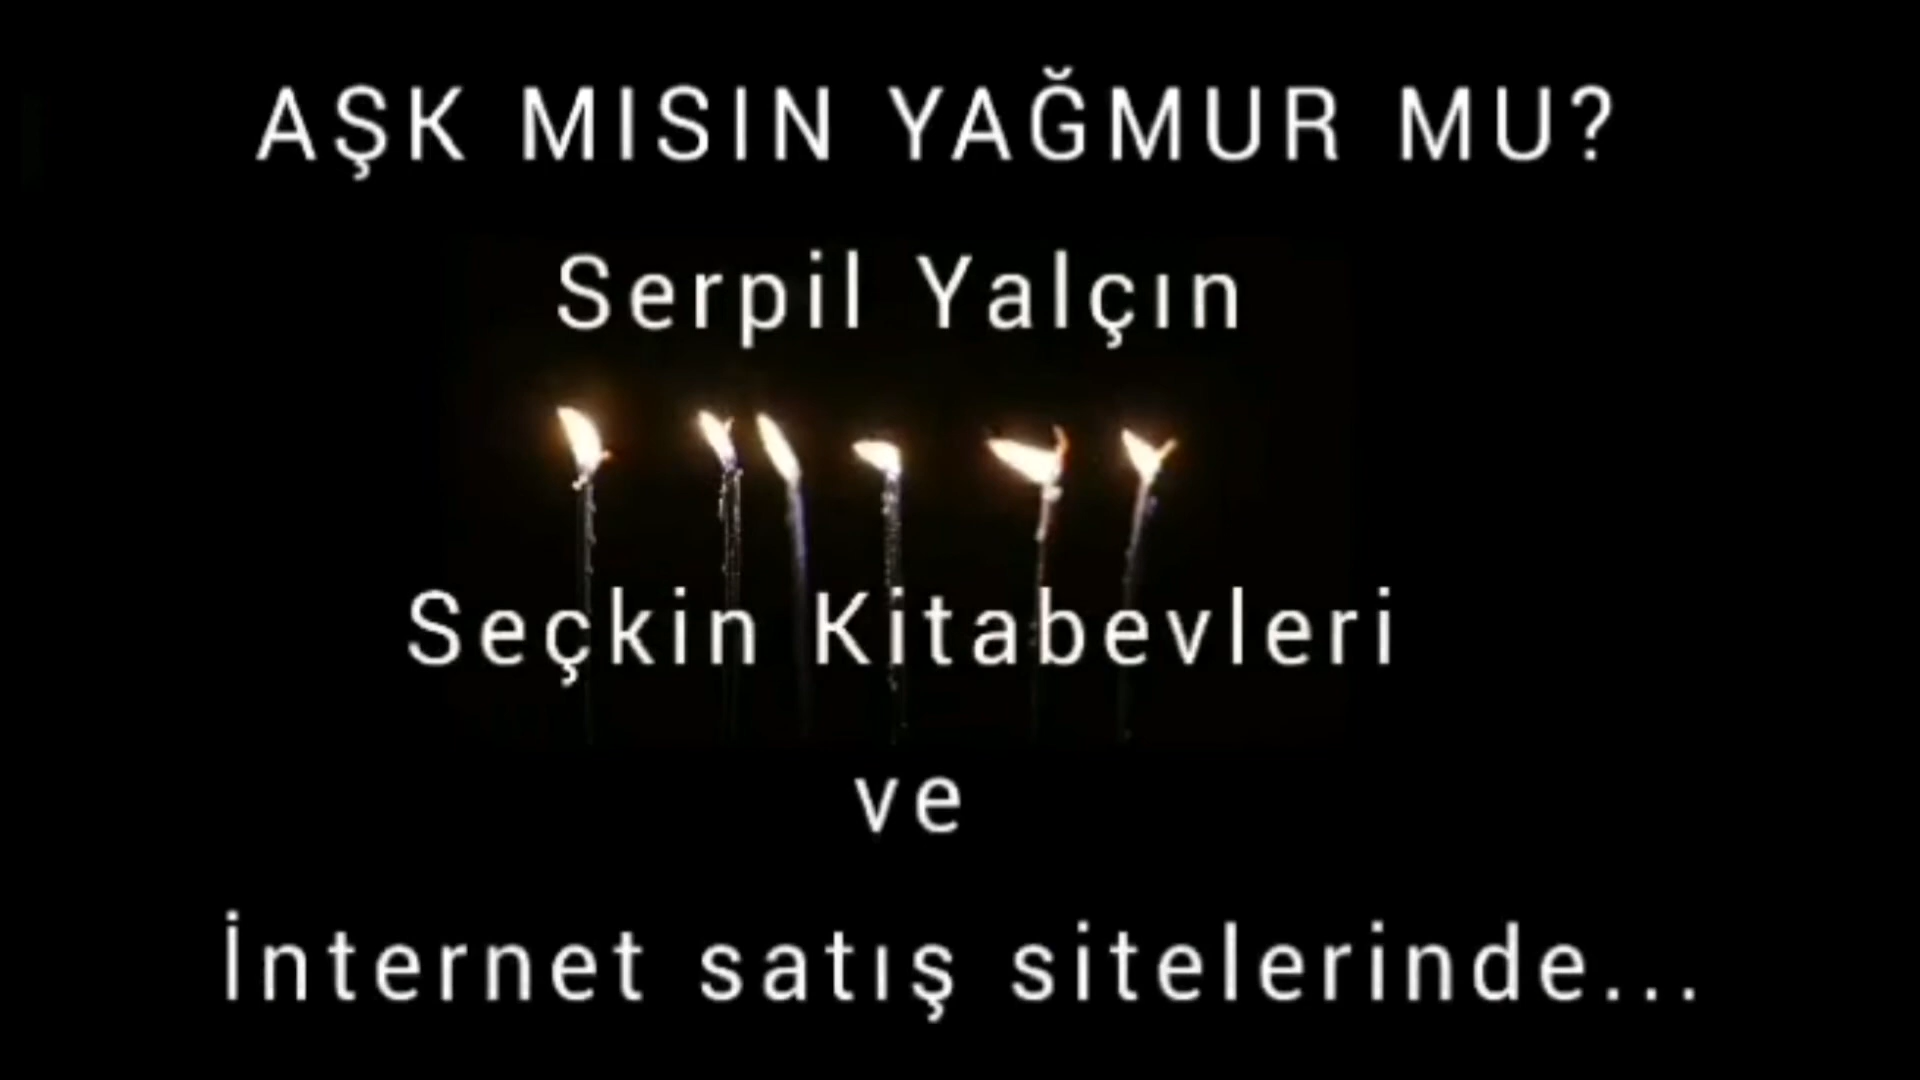 AŞK MISIN YAĞMUR MU?
Serpil Yalçın
Seçkin Kitabevleri
ve
İnternet satış sitelerinde...